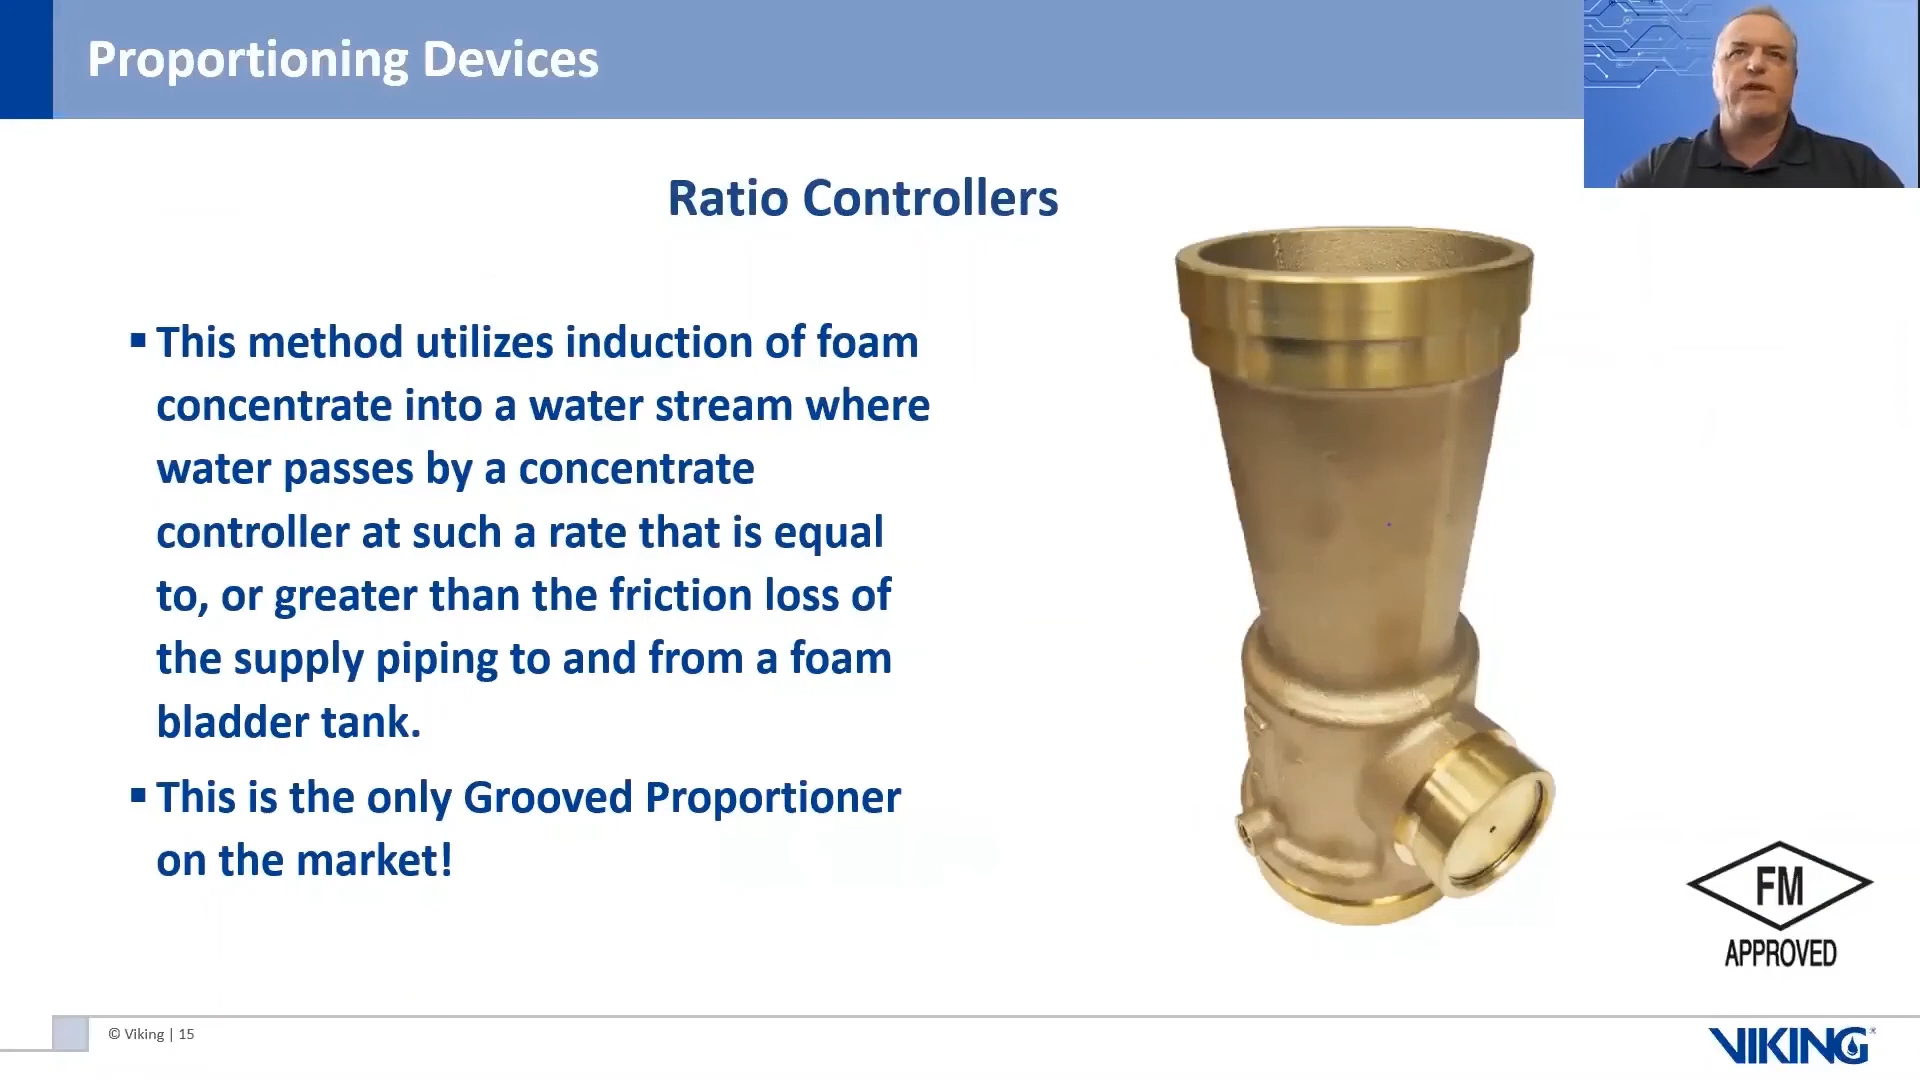 Proportioning Devices
Ratio Controllers
▪ This method utilizes induction of foam
concentrate into a water stream where
water passes by a concentrate
controller at such a rate that is equal
to, or greater than the friction loss of
the supply piping to and from a foam
bladder tank.
▪ This is the only Grooved Proportioner
on the market!
FM
APPROVED
© Viking | 15
VIKING®